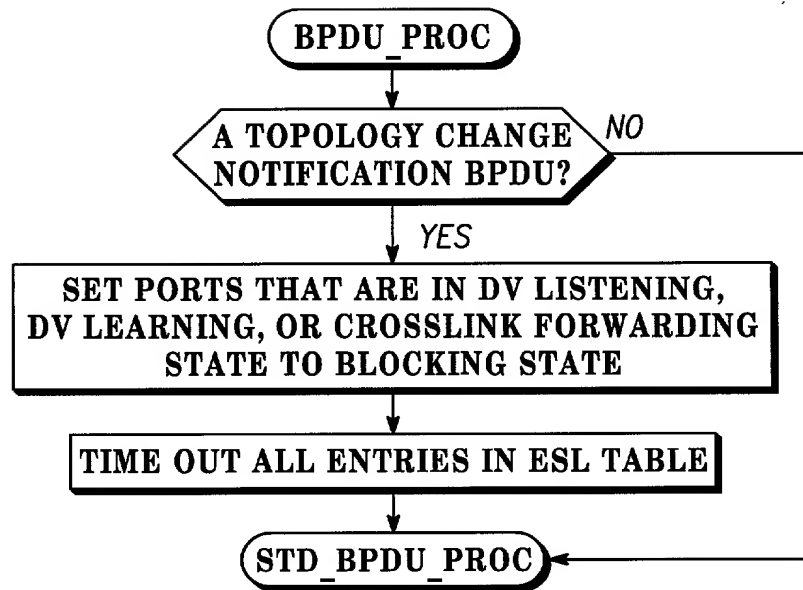 BPDU_PROC
A TOPOLOGY CHANGE
NOTIFICATION BPDU?
NO
YES
SET PORTS THAT ARE IN DV LISTENING,
DV LEARNING, OR CROSSLINK FORWARDING
STATE TO BLOCKING STATE
TIME OUT ALL ENTRIES IN ESL TABLE
STD_BPDU_PROC